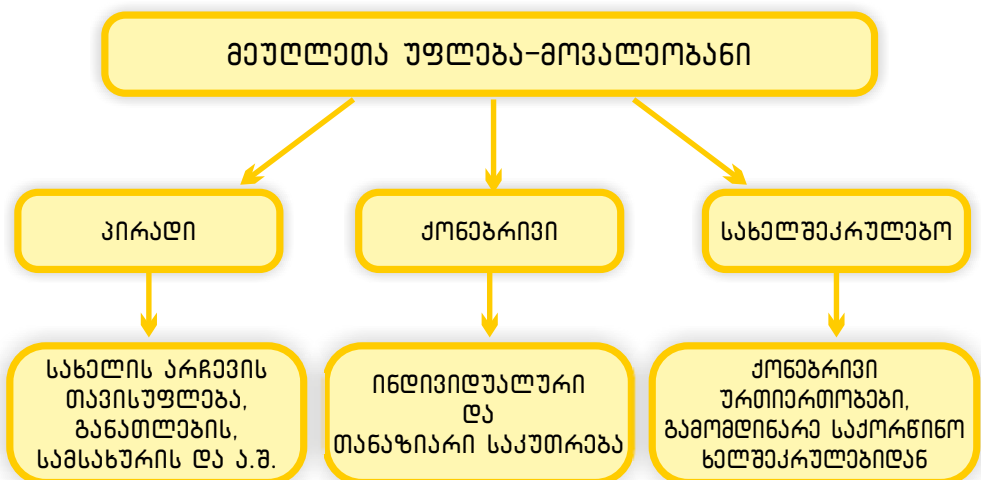 მეუღლეთა უფლება-მოვალეობანი
პირადი
ქონებრივი
სახელშეკრულებო
სახელის არჩევის
თავისუფლება,
განათლების,
სამსახურის და ა.შ.
ინდივიდუალური
და
თანაზიარი საკუთრება
ქონებრივი
ურთიერთობები,
გამომდინარე საქორწინო
ხელშეკრულებიდან